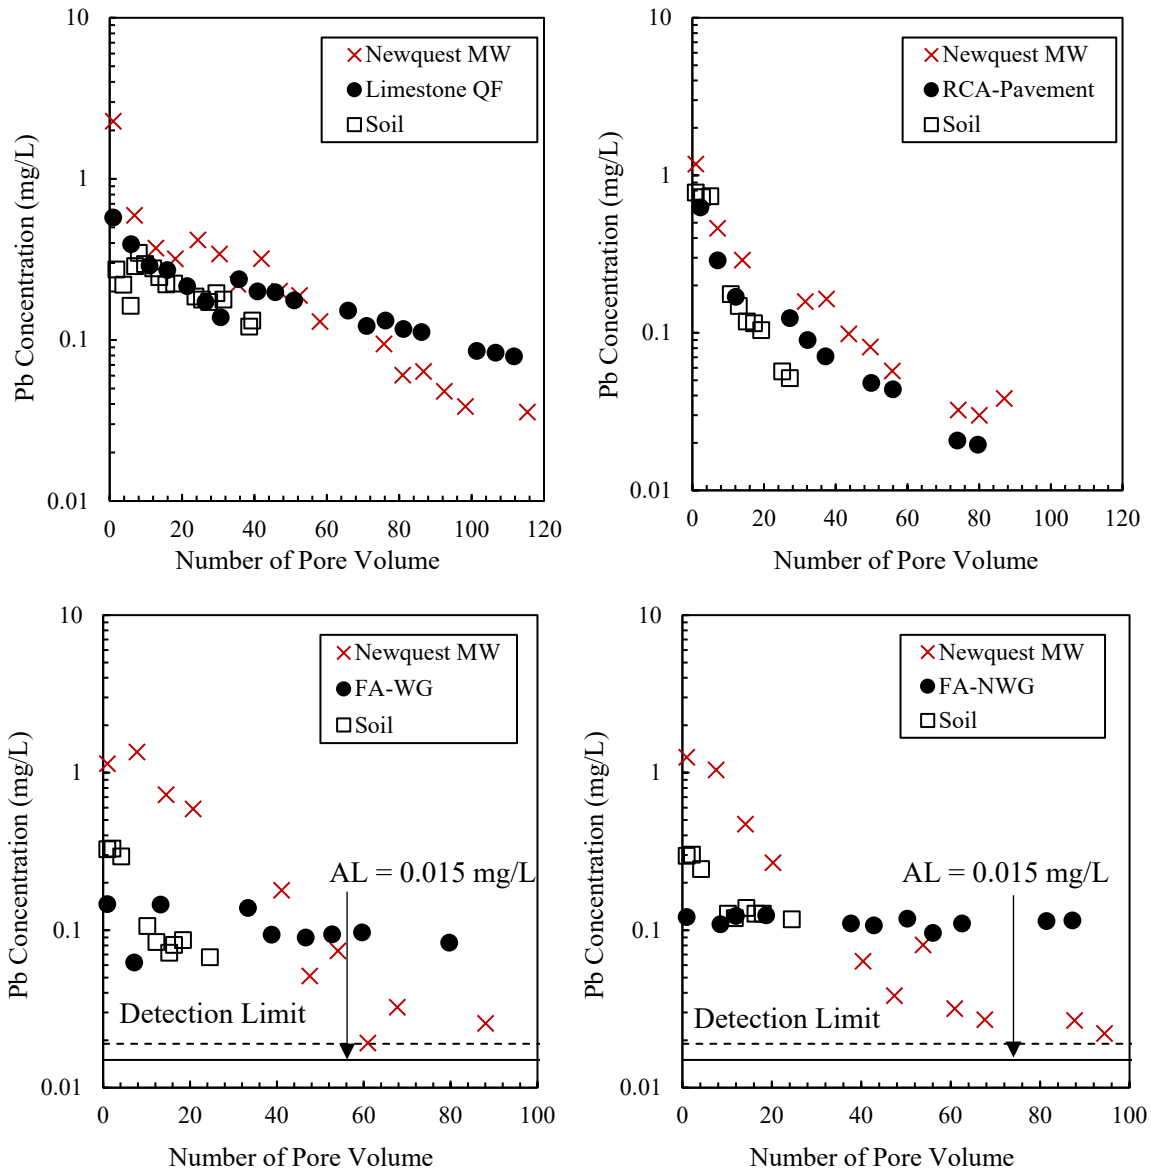 10
1
0.1
0.01
Pb Concentration (mg/L)
Newquest MW
Limestone QF
Soil
0 20 40 60 80 100 120
Number of Pore Volume
10
1
0.1
0.01
Pb Concentration (mg/L)
Newquest MW
RCA-Pavement
Soil
0 20 40 60 80 100 120
Number of Pore Volume
10
1
0.1
0.01
Pb Concentration (mg/L)
Newquest MW
FA-WG
Soil
AL = 0.015 mg/L
Detection Limit
0 20 40 60 80 100
Number of Pore Volume
10
1
0.1
0.01
Pb Concentration (mg/L)
Newquest MW
FA-NWG
Soil
AL = 0.015 mg/L
Detection Limit
0 20 40 60 80 100
Number of Pore Volume